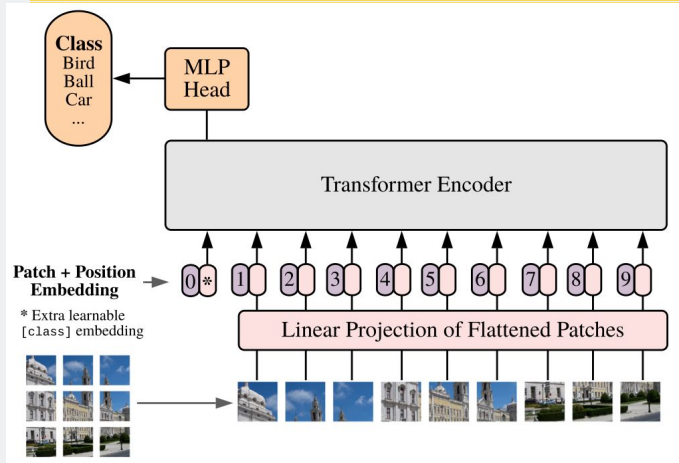 Class
Bird
Ball
Car
...
MLP
Head
Transformer Encoder
Patch + Position
Embedding
0 * 1 2 3 4 5 6 7 8 9
* Extra learnable
[class] embedding
Linear Projection of Flattened Patches